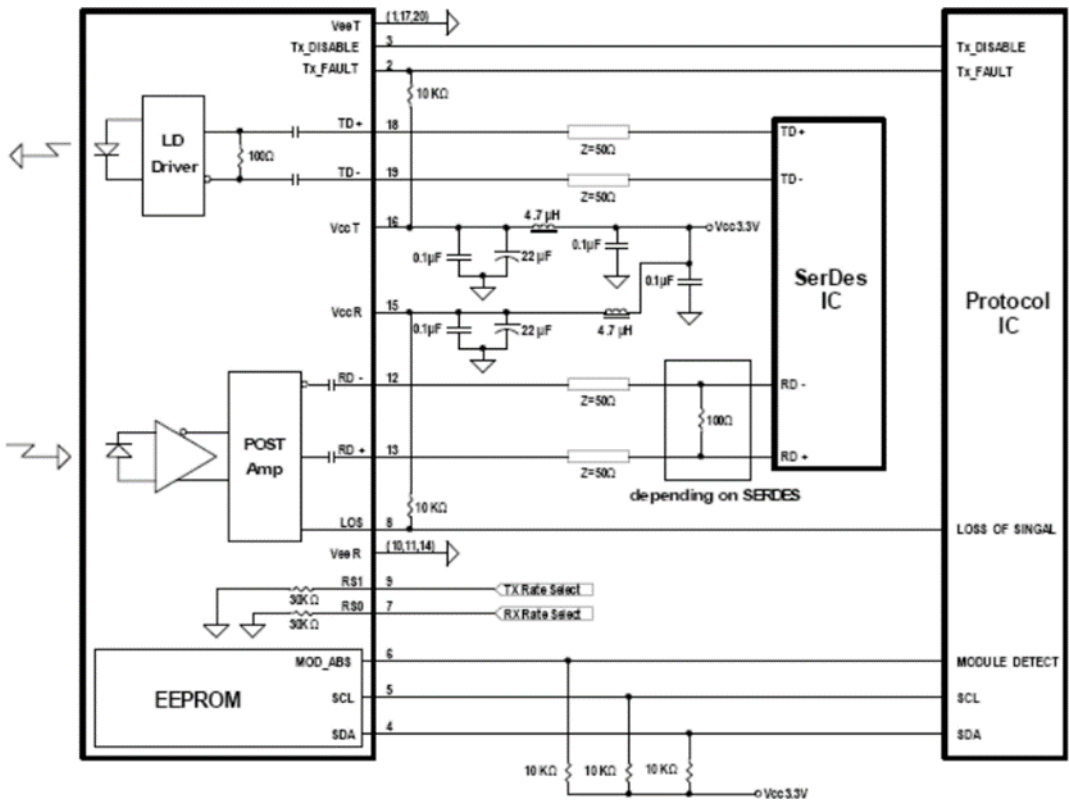 VeeT (1,17,20)
Tx_DISABLE 3 Tx_DISABLE
Tx_FAULT 2 Tx_FAULT
10 KΩ
LD
Driver
100Ω
TD + 18 TD +
Z=50Ω
TD - 19 TD -
Z=50Ω
VccT 16
4.7 μH
Vcc3.3V
0.1μF
22 μF
0.1μF
0.1μF
VccR 15
0.1μF
22 μF
4.7 μH
SerDes
IC
Protocol
IC
RD - 12 RD -
Z=50Ω
100Ω
POST
Amp
RD + 13 RD +
Z=50Ω
depending on SERDES
10 KΩ
LOS 8 LOSS OF SINGAL
VeeR (10,11,14)
RS1 9 TX Rate Select
30KΩ
RS0 7 RX Rate Select
30KΩ
MOD_ABS 6 MODULE DETECT
EEPROM
SCL 5 SCL
SDA 4 SDA
10 KΩ 10 KΩ 10 KΩ
Vcc3.3V